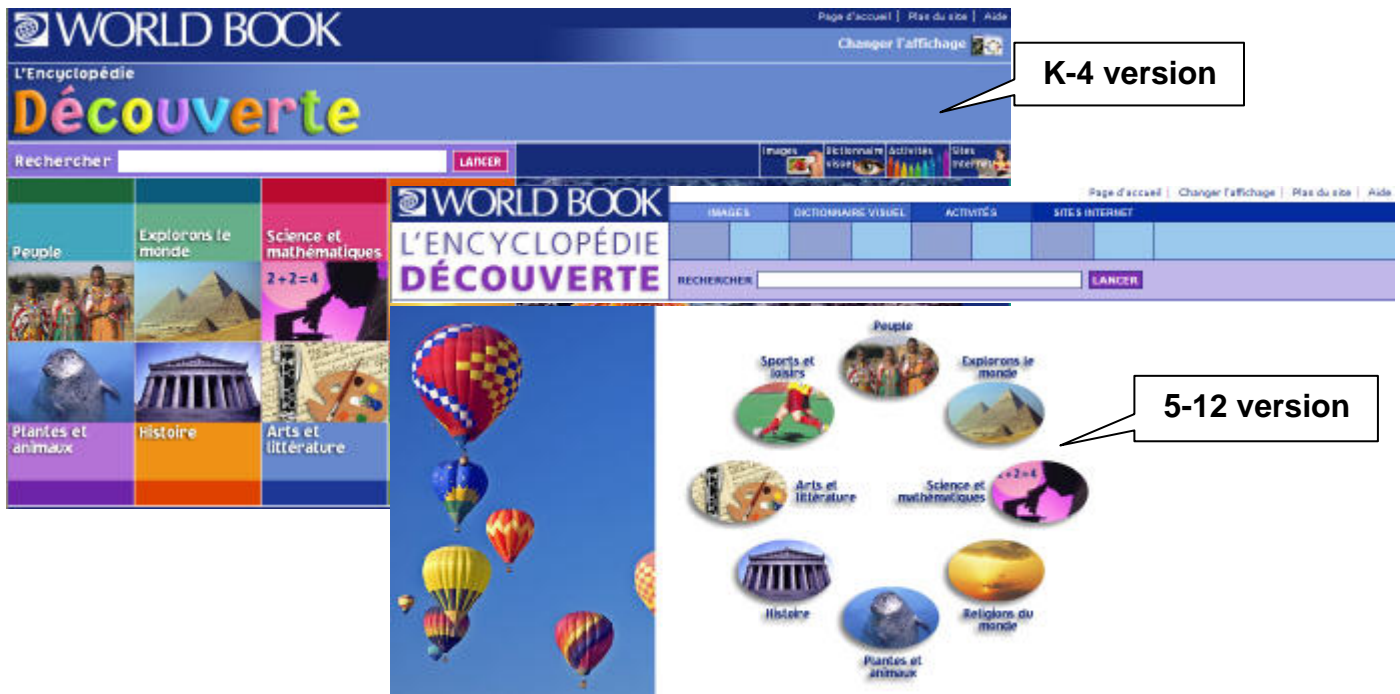 WORLD BOOK
Page d'accueil | Plan du site | Aide
Changer l'affichage
L'Encyclopédie
Découverte
K-4 version
Rechercher
LANCER
Images
Dictionnaire visuel
Activités
Sites Internet
Peuple
Explorons le
monde
Science et
mathématiques
2+2=4
Plantes et
animaux
Histoire
Arts et
littérature
WORLD BOOK
L'ENCYCLOPÉDIE
DÉCOUVERTE
Page d'accueil | Changer l'affichage | Plan du site | Aide
IMAGES
DICTIONNAIRE VISUEL
ACTIVITÉS
SITES INTERNET
RECHERCHER
LANCER
Peuple
Sports et
loisirs
Explorons le
monde
5-12 version
Arts et
littérature
Science et
mathématiques
+2=4
Histoire
Religions du
monde
Plantes et
animaux